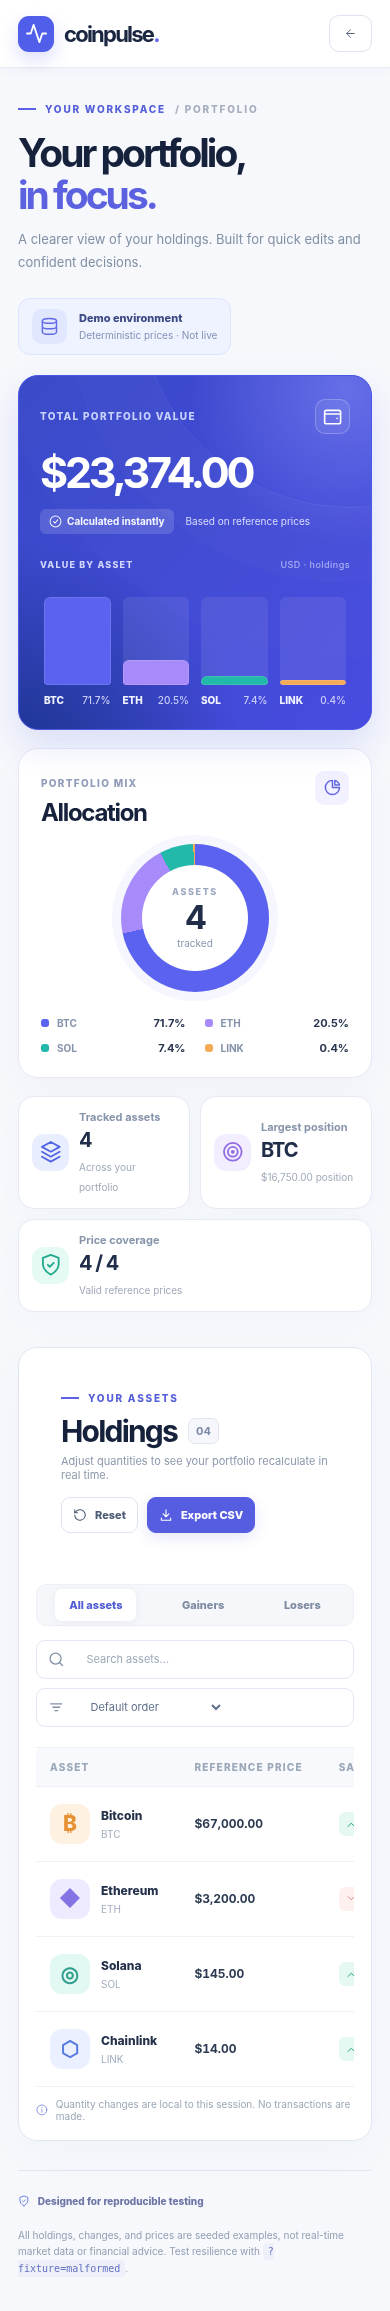 coinpulse.
YOUR WORKSPACE / PORTFOLIO
Your portfolio,
in focus.
A clearer view of your holdings. Built for quick edits and
confident decisions.
Demo environment
Deterministic prices · Not live
TOTAL PORTFOLIO VALUE
$23,374.00
Calculated instantly Based on reference prices
VALUE BY ASSET USD · holdings
BTC 71.7% ETH 20.5% SOL 7.4% LINK 0.4%
PORTFOLIO MIX
Allocation
ASSETS
4
tracked
BTC 71.7% ETH 20.5%
SOL 7.4% LINK 0.4%
Tracked assets
4
Across your
portfolio
Largest position
BTC
$16,750.00 position
Price coverage
4 / 4
Valid reference prices
YOUR ASSETS
Holdings 04
Adjust quantities to see your portfolio recalculate in
real time.
Reset Export CSV
All assets Gainers Losers
Search assets...
Default order
ASSET REFERENCE PRICE SA
Bitcoin
BTC
$67,000.00
Ethereum
ETH
$3,200.00
Solana
SOL
$145.00
Chainlink
LINK
$14.00
Quantity changes are local to this session. No transactions are
made.
Designed for reproducible testing
All holdings, changes, and prices are seeded examples, not real-time
market data or financial advice. Test resilience with ?
fixture=malformed .